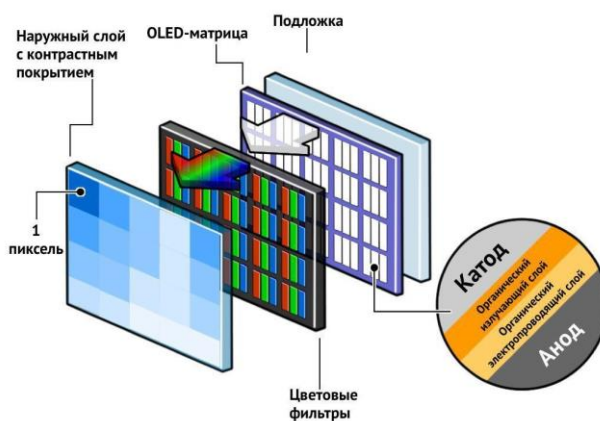 Наружный слой
с контрастным
покрытием
OLED-матрица
Подложка
1
пиксель
Цветовые
фильтры
Катод
Органический
излучающий слой
Органический
электропроводящий слой
Анод